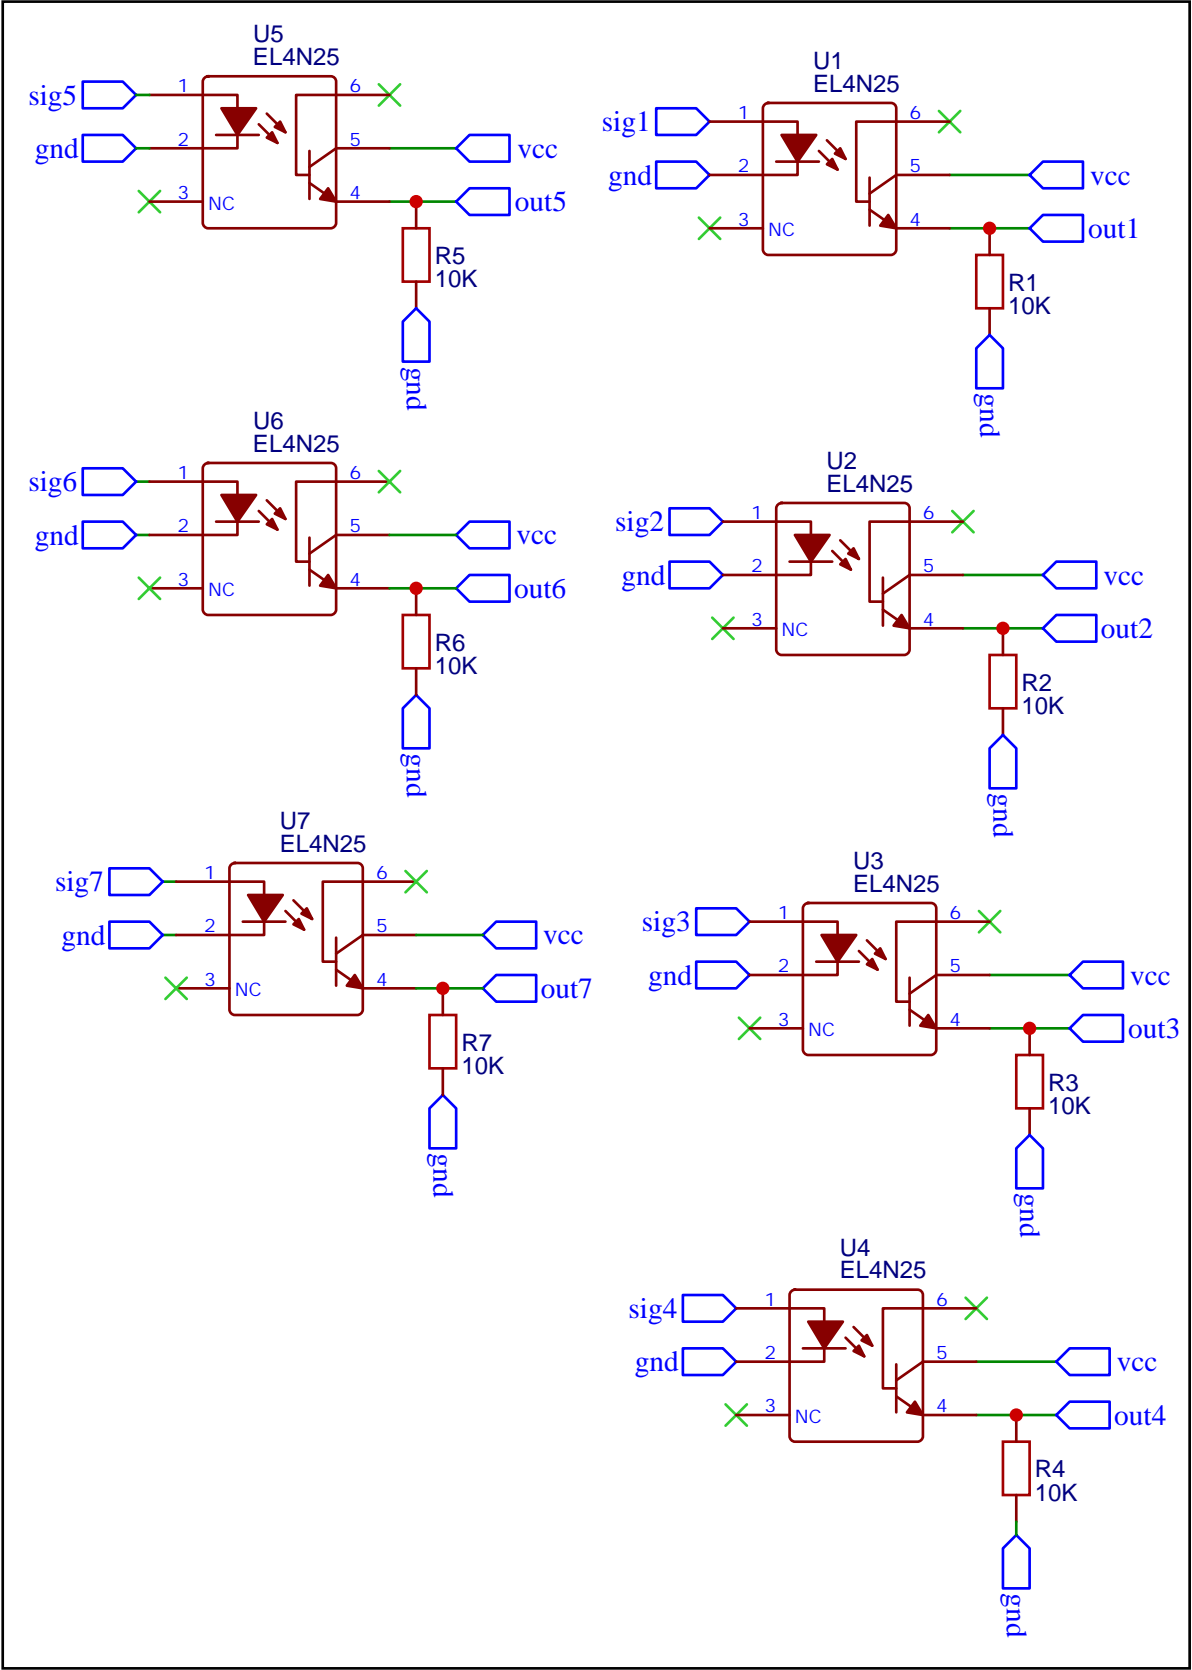 U5
EL4N25
sig5
1
6
gnd
2
5
vcc
3
NC
4
out5
R5
10K
gnd
U1
EL4N25
sig1
1
6
gnd
2
5
vcc
3
NC
4
out1
R1
10K
gnd
U6
EL4N25
sig6
1
6
gnd
2
5
vcc
3
NC
4
out6
R6
10K
gnd
U2
EL4N25
sig2
1
6
gnd
2
5
vcc
3
NC
4
out2
R2
10K
gnd
U7
EL4N25
sig7
1
6
gnd
2
5
vcc
3
NC
4
out7
R7
10K
gnd
U3
EL4N25
sig3
1
6
gnd
2
5
vcc
3
NC
4
out3
R3
10K
gnd
U4
EL4N25
sig4
1
6
gnd
2
5
vcc
3
NC
4
out4
R4
10K
gnd